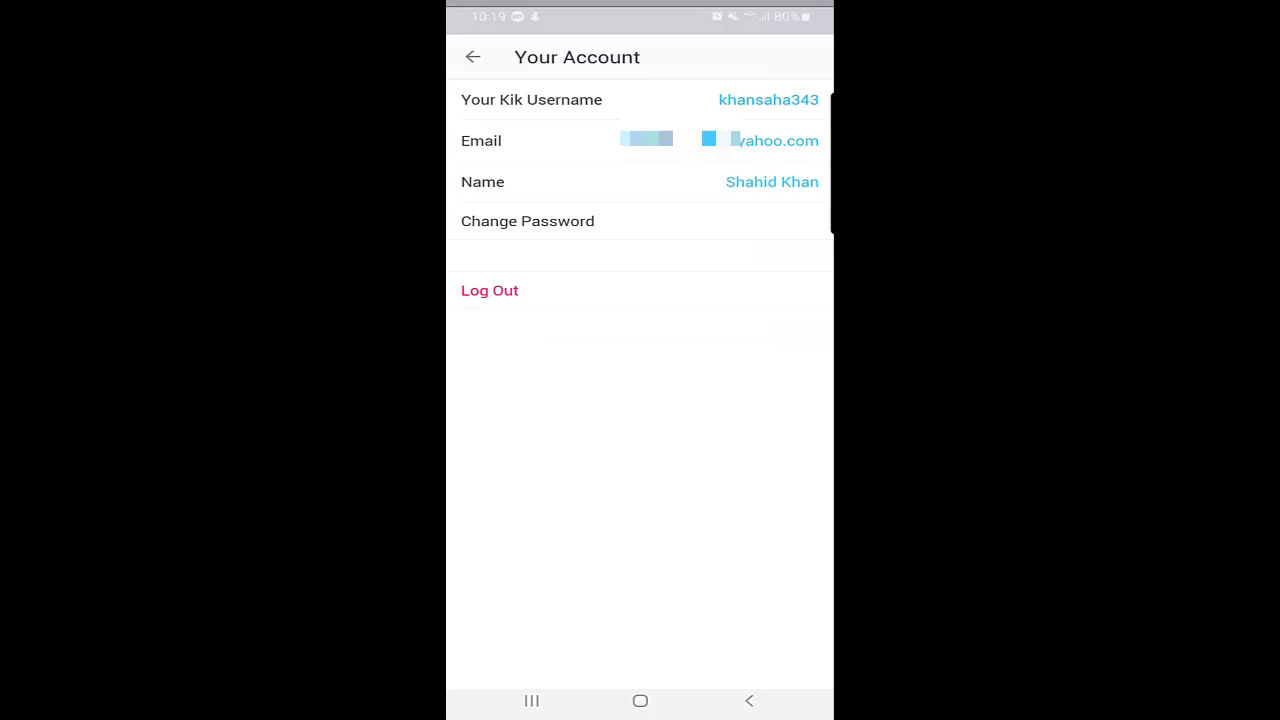 10:19
80%
Your Account
Your Kik Username khansaha343
Email yahoo.com
Name Shahid Khan
Change Password
Log Out